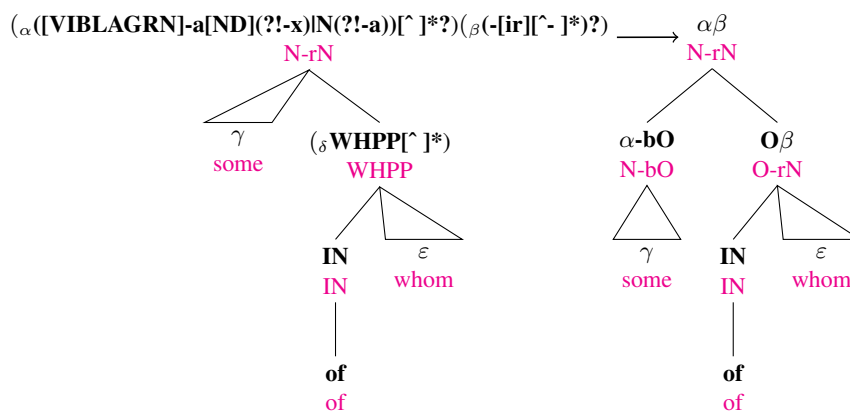 (α([VIBLAGRN]-a[ND](?!-x)|N(?!-a))[^ ]*?)(β(-[ir][^- ]*)?) αβ
N-rN N-rN
γ (δWHPP[^ ]*) α-bO Oβ
some WHPP N-bO O-rN
IN ε γ IN ε
IN whom some IN whom
of of
of of